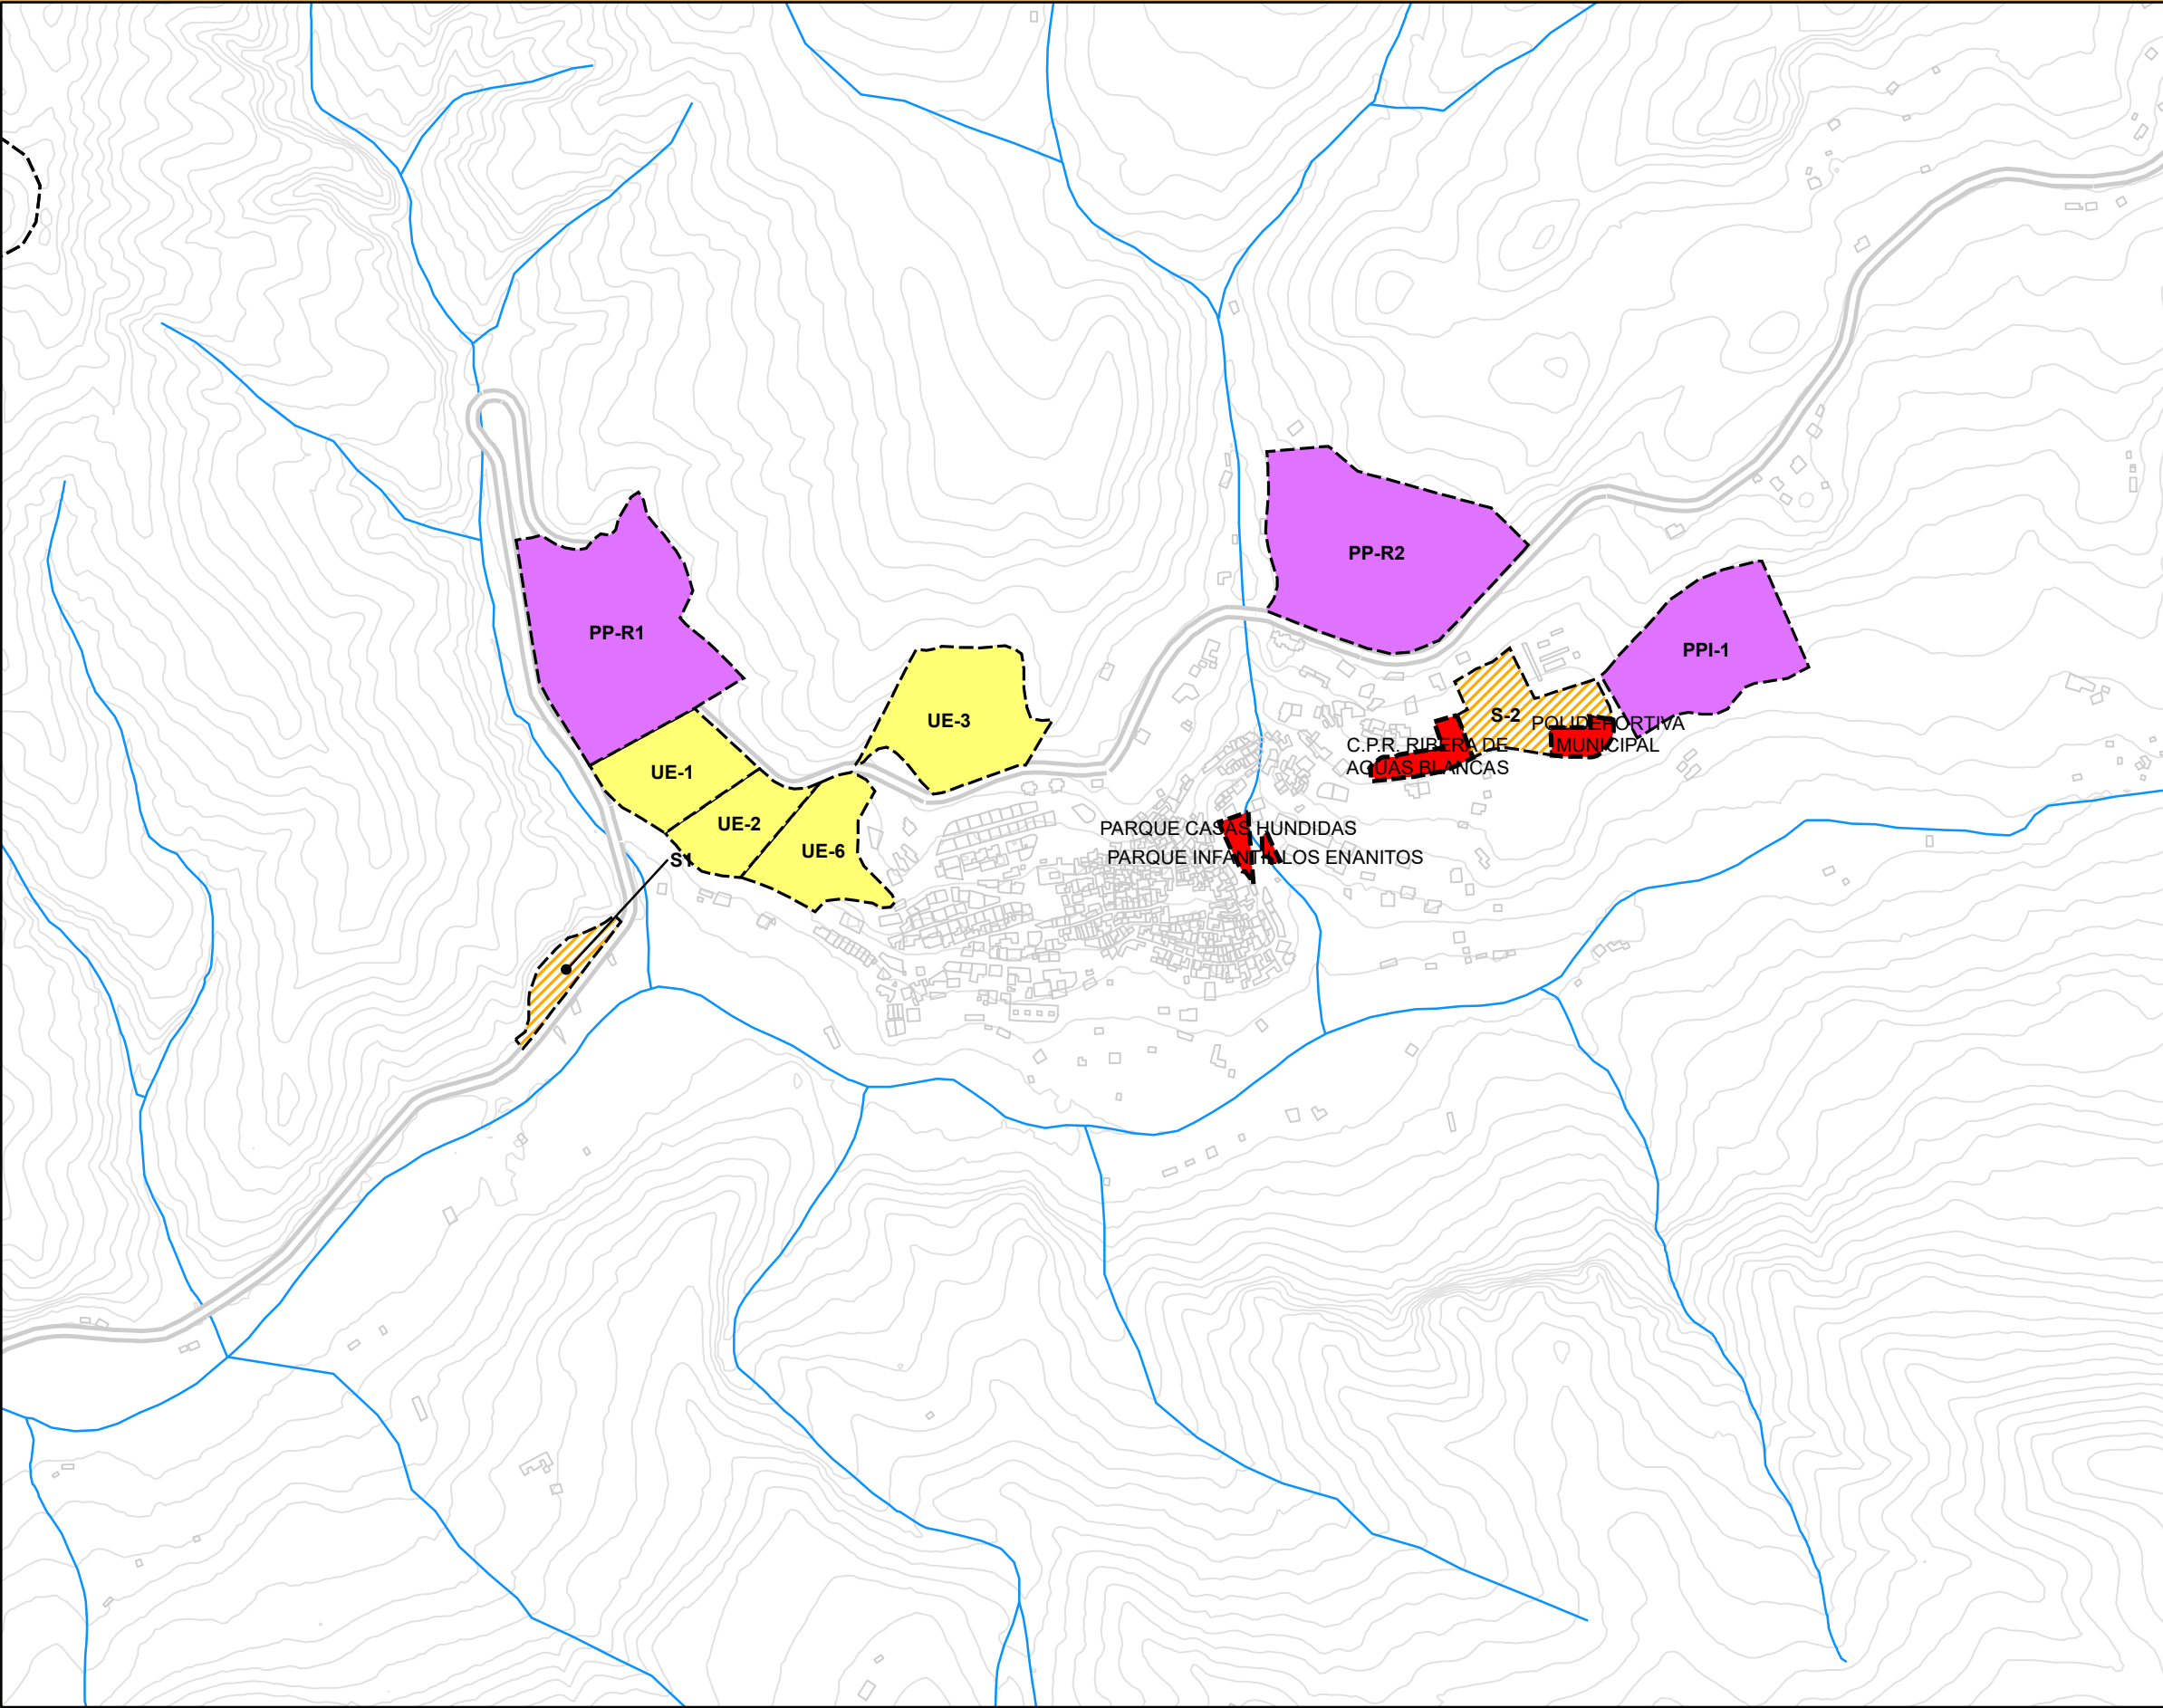 PP-R2
PP-R1
PPI-1
UE-3
S-2
POLIDEPORTIVA
MUNICIPAL
C.P.R. RIBERA DE
AGUAS BLANCAS
UE-1
UE-2
UE-6
S1
PARQUE CASAS HUNDIDAS
PARQUE INFANTIL LOS ENANITOS